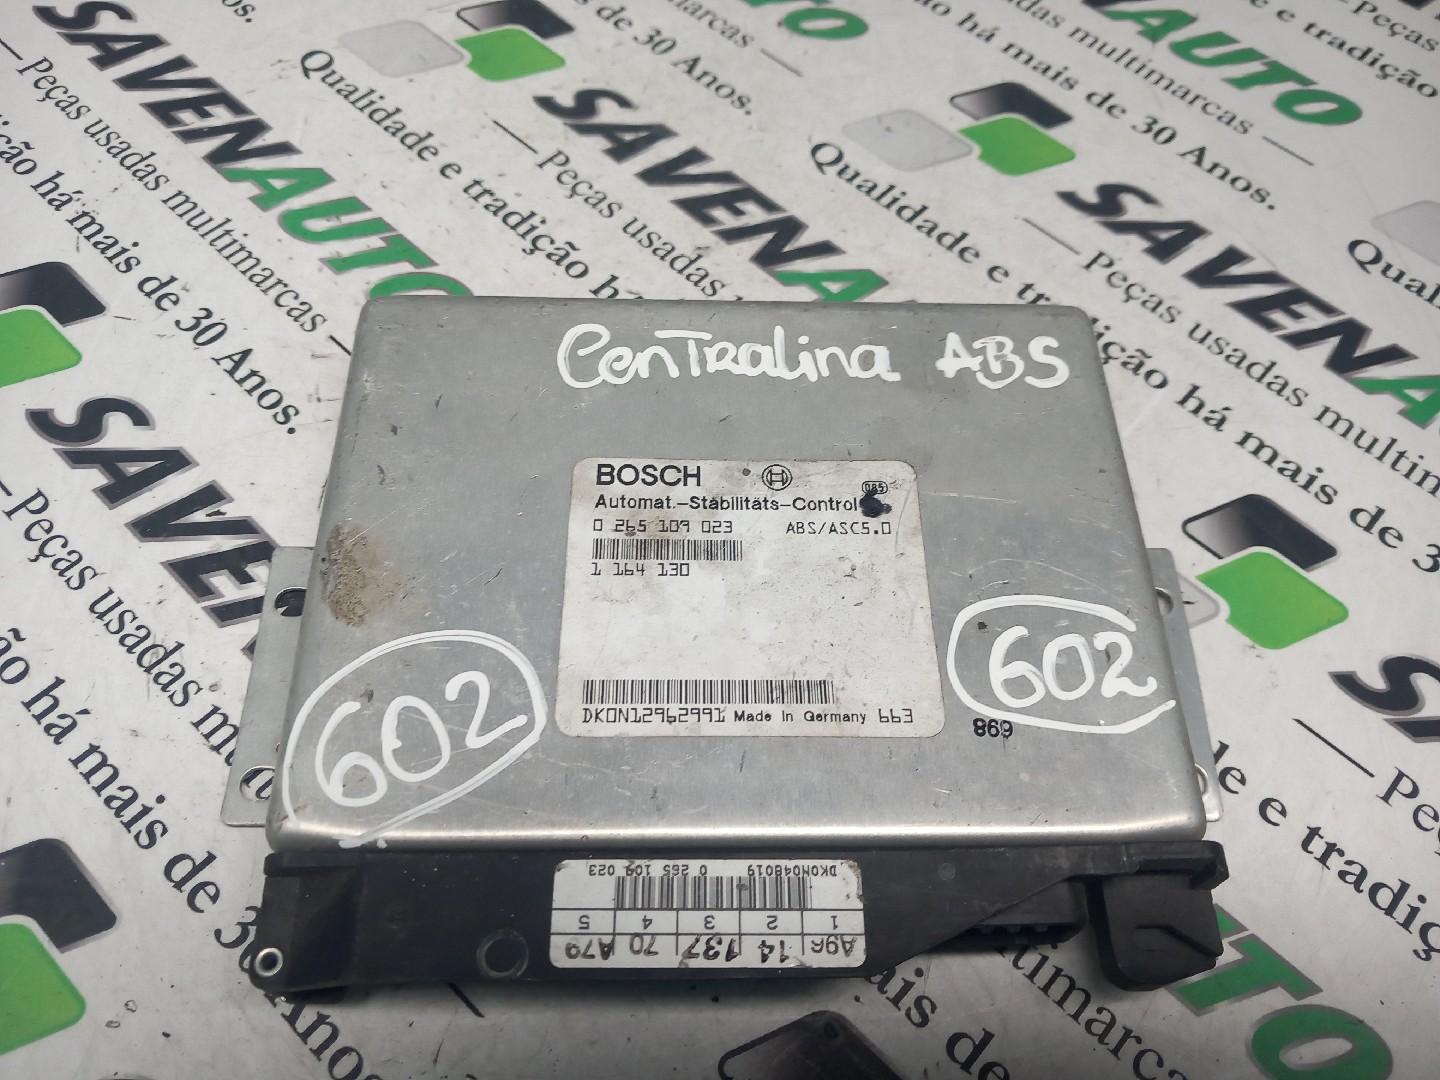 CenTRalina ABS
BOSCH
085
Automat.-Stabilitäts-Control
0 265 109 023 ABS/ASC5.0
1 164 130
DKON12962991 Made in Germany 663
602
602
869
DKON048019 0 265 109 023
1 2 3 4 5
14 137 70 A79
SAVENAUTO
Peças usadas multimarcas
Qualidade e tradição há mais de 30 Anos.